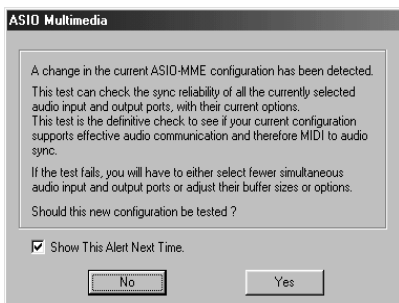 ASIO Multimedia
A change in the current ASIO-MME configuration has been detected.
This test can check the sync reliability of all the currently selected
audio input and output ports, with their current options.
This test is the definitive check to see if your current configuration
supports effective audio communication and therefore MIDI to audio
sync.
If the test fails, you will have to either select fewer simultaneous
audio input and output ports or adjust their buffer sizes or options.
Should this new configuration be tested ?
Show This Alert Next Time.
No
Yes